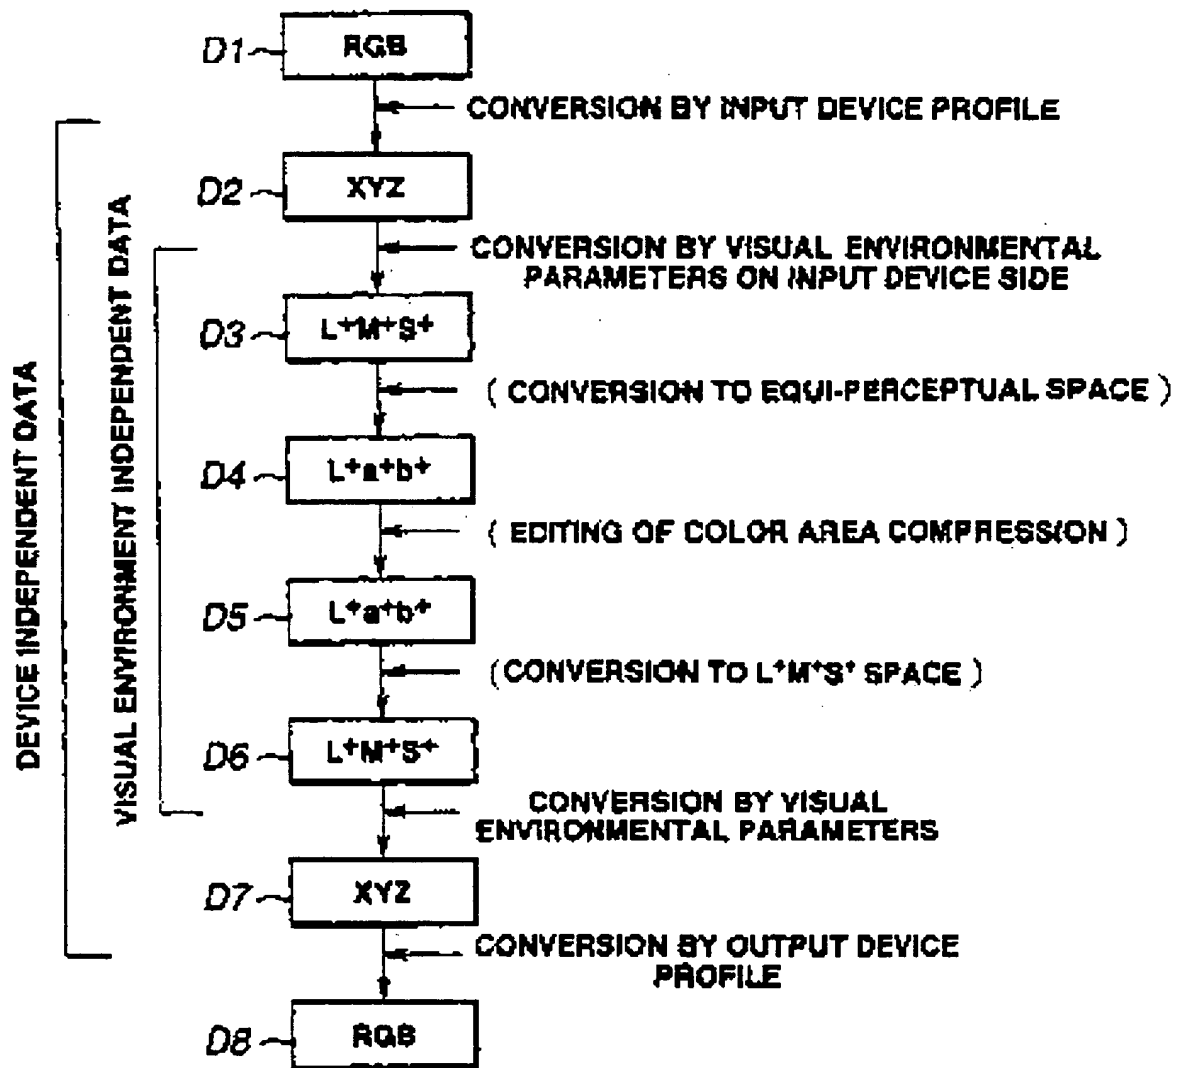 D1 RGB
CONVERSION BY INPUT DEVICE PROFILE
D2 XYZ
CONVERSION BY VISUAL ENVIRONMENTAL
PARAMETERS ON INPUT DEVICE SIDE
D3 L+M+S+
( CONVERSION TO EQUI-PERCEPTUAL SPACE )
D4 L+a+b+
( EDITING OF COLOR AREA COMPRESSION )
D5 L+a+b+
( CONVERSION TO L+M+S+ SPACE )
D6 L+M+S+
CONVERSION BY VISUAL
ENVIRONMENTAL PARAMETERS
D7 XYZ
CONVERSION BY OUTPUT DEVICE
PROFILE
D8 RGB
DEVICE INDEPENDENT DATA
VISUAL ENVIRONMENT INDEPENDENT DATA